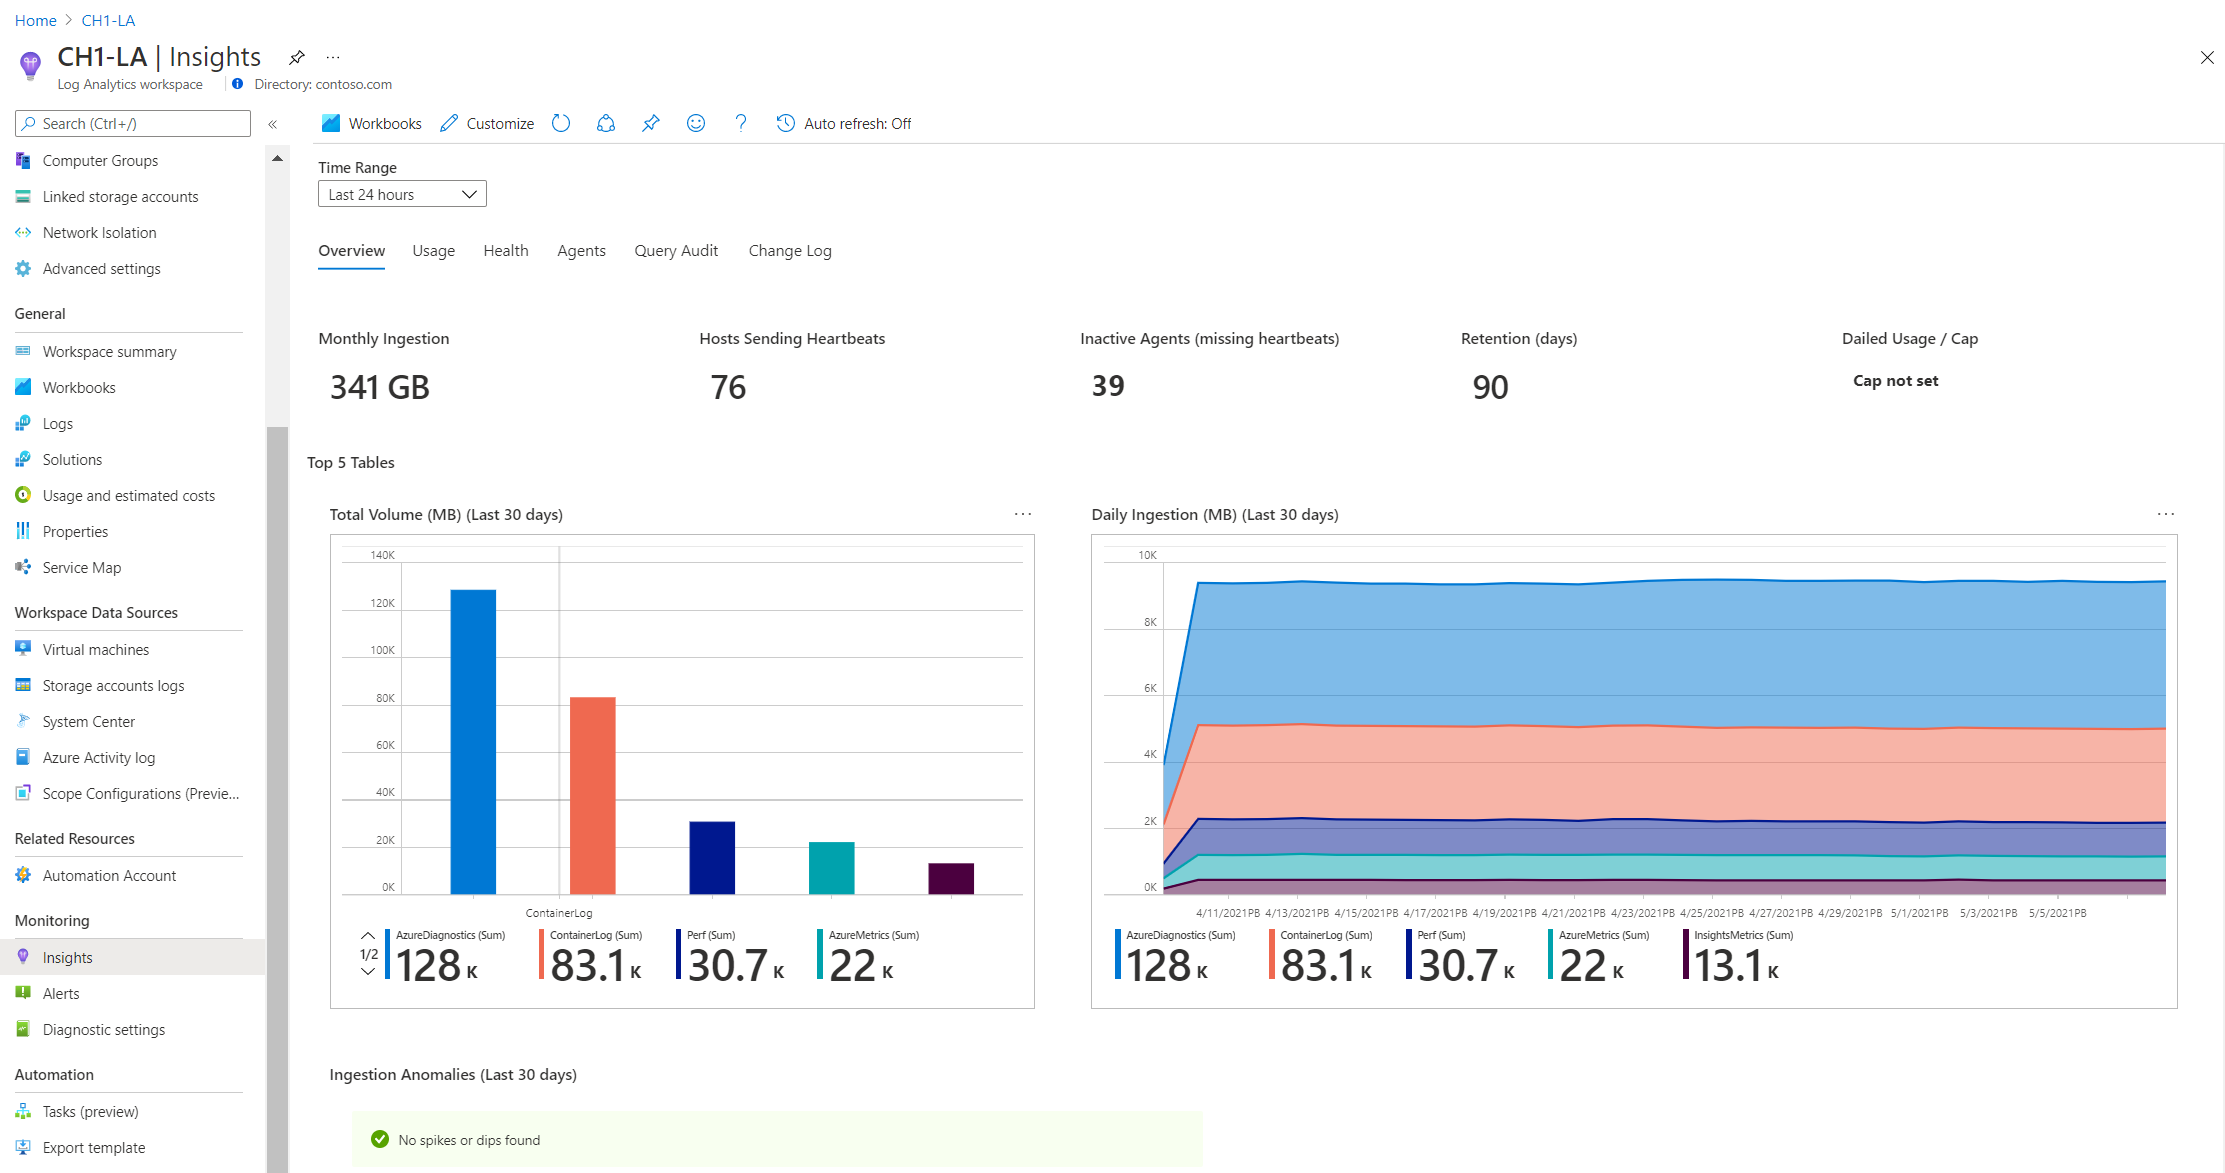 Home > CH1-LA
CH1-LA | Insights
Log Analytics workspace
Directory: contoso.com
Search (Ctrl+/)
Computer Groups
Linked storage accounts
Network Isolation
Advanced settings
General
Workspace summary
Workbooks
Logs
Solutions
Usage and estimated costs
Properties
Service Map
Workspace Data Sources
Virtual machines
Storage accounts logs
System Center
Azure Activity log
Scope Configurations (Previe...
Related Resources
Automation Account
Monitoring
Insights
Alerts
Diagnostic settings
Automation
Tasks (preview)
Export template
Workbooks Customize Auto refresh: Off
Time Range
Last 24 hours
Overview Usage Health Agents Query Audit Change Log
Monthly Ingestion
341 GB
Hosts Sending Heartbeats
76
Inactive Agents (missing heartbeats)
39
Retention (days)
90
Dailed Usage / Cap
Cap not set
Top 5 Tables
Total Volume (MB) (Last 30 days)
140K
120K
100K
80K
60K
40K
20K
0K
ContainerLog
1/2
AzureDiagnostics (Sum)
128 K
ContainerLog (Sum)
83.1 K
Perf (Sum)
30.7 K
AzureMetrics (Sum)
22 K
Daily Ingestion (MB) (Last 30 days)
10K
8K
6K
4K
2K
0K
4/11/2021PB 4/13/2021PB 4/15/2021PB 4/17/2021PB 4/19/2021PB 4/21/2021PB 4/23/2021PB 4/25/2021PB 4/27/2021PB 4/29/2021PB 5/1/2021PB 5/3/2021PB 5/5/2021PB
AzureDiagnostics (Sum)
128 K
ContainerLog (Sum)
83.1 K
Perf (Sum)
30.7 K
AzureMetrics (Sum)
22 K
InsightsMetrics (Sum)
13.1 K
Ingestion Anomalies (Last 30 days)
No spikes or dips found